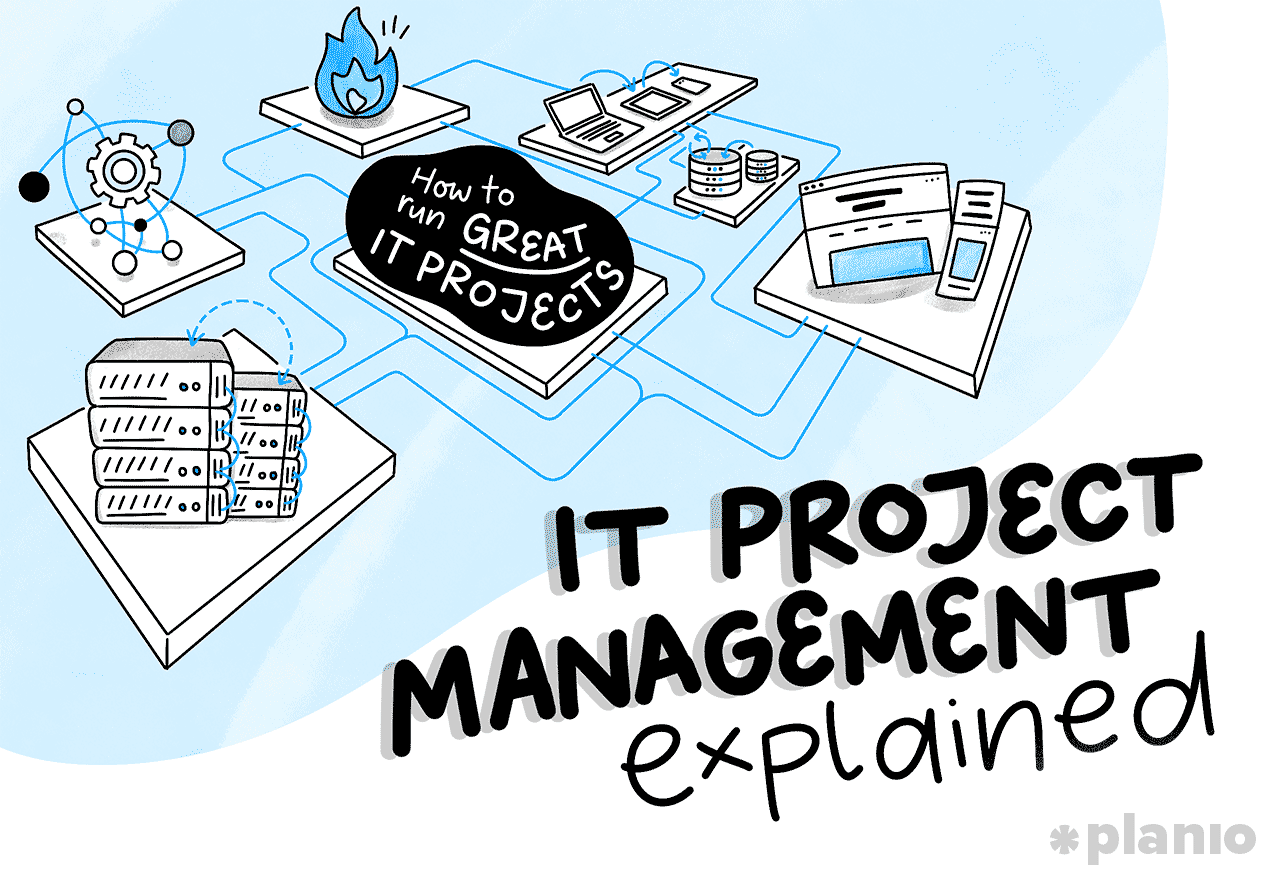 How to
run GREAT
IT PROJECTS
IT PROJECT
MANAGEMENT
explained
planio